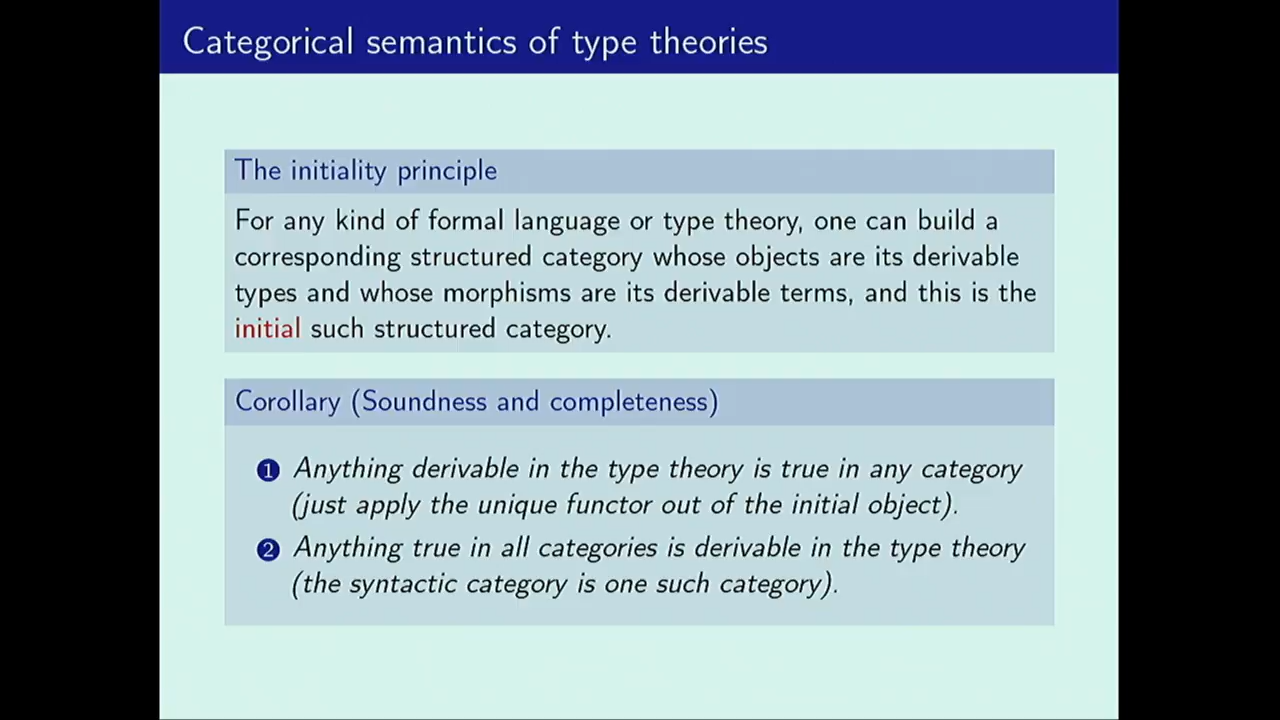 Categorical semantics of type theories
The initiality principle
For any kind of formal language or type theory, one can build a
corresponding structured category whose objects are its derivable
types and whose morphisms are its derivable terms, and this is the
initial such structured category.
Corollary (Soundness and completeness)
1 Anything derivable in the type theory is true in any category
(just apply the unique functor out of the initial object).
2 Anything true in all categories is derivable in the type theory
(the syntactic category is one such category).